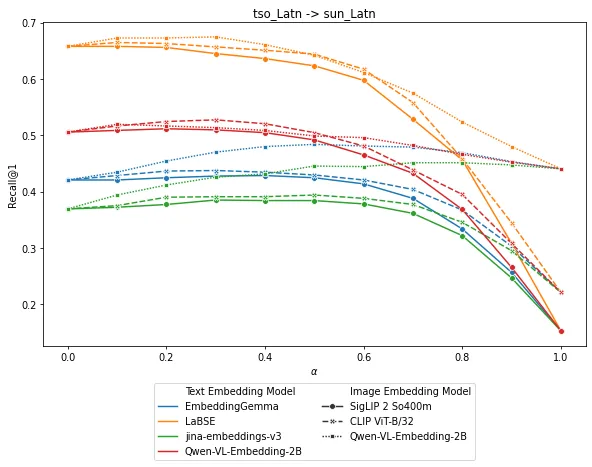 tso_Latn -> sun_Latn
0.7
0.6
0.5
0.4
0.3
0.2
Recall@1
0.0 0.2 0.4 0.6 0.8 1.0
α
Text Embedding Model Image Embedding Model
EmbeddingGemma SigLIP 2 So400m
LaBSE CLIP ViT-B/32
jina-embeddings-v3 Qwen-VL-Embedding-2B
Qwen-VL-Embedding-2B